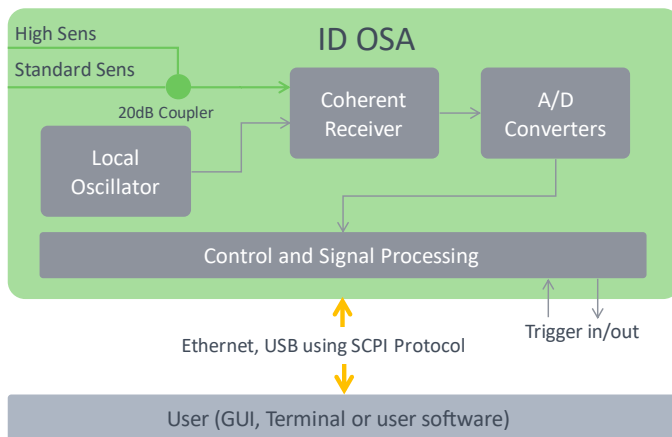 High Sens
ID OSA
Standard Sens
20dB Coupler
Coherent
Receiver
A/D
Converters
Local
Oscillator
Control and Signal Processing
Trigger in/out
Ethernet, USB using SCPI Protocol
User (GUI, Terminal or user software)